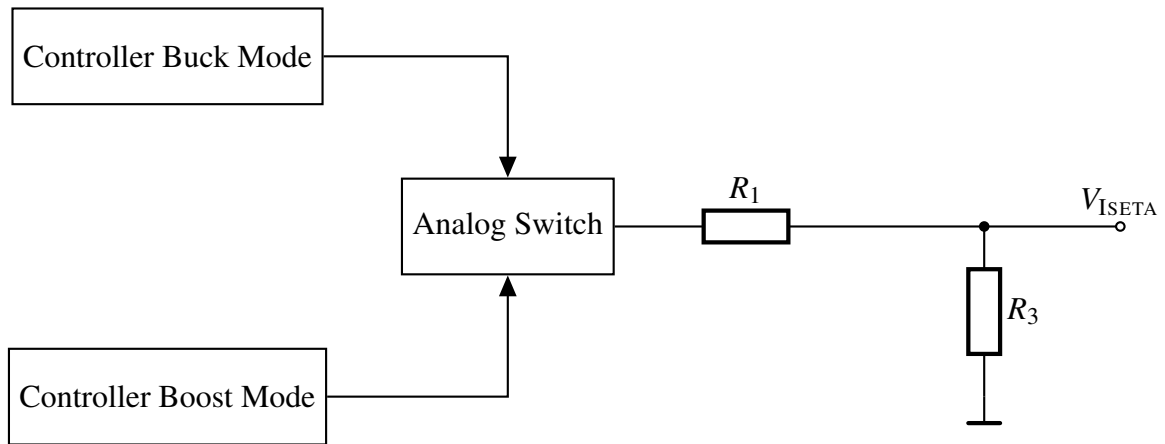 Controller Buck Mode
R1
VISETA
Analog Switch
R3
Controller Boost Mode